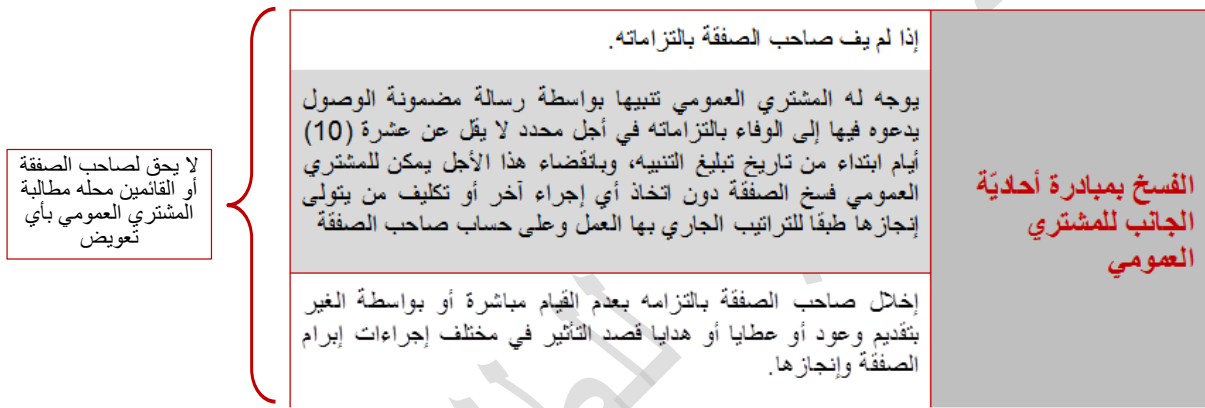 الفسخ بمبادرة أحاديّة
الجانب للمشتري
العمومي
إذا لم يف صاحب الصفقة بالتزاماته.
يوجه له المشتري العمومي تنبيها بواسطة رسالة مضمونة الوصول
يدعوه فيها إلى الوفاء بالتزاماته في أجل محدد لا يقل عن عشرة (10)
أيام ابتداء من تاريخ تبليغ التنبيه، وبانقضاء هذا الأجل يمكن للمشتري
العمومي فسخ الصفقة دون اتخاذ أي إجراء آخر أو تكليف من يتولى
إنجازها طبقا للتراتيب الجاري بها العمل وعلى حساب صاحب الصفقة
إخلال صاحب الصفقة بالتزامه بعدم القيام مباشرة أو بواسطة الغير
بتقديم وعود أو عطايا أو هدايا قصد التأثير في مختلف إجراءات إبرام
الصفقة وإنجازها.
لا يحق لصاحب الصفقة
أو القائمين محله مطالبة
المشتري العمومي بأي
تعويض